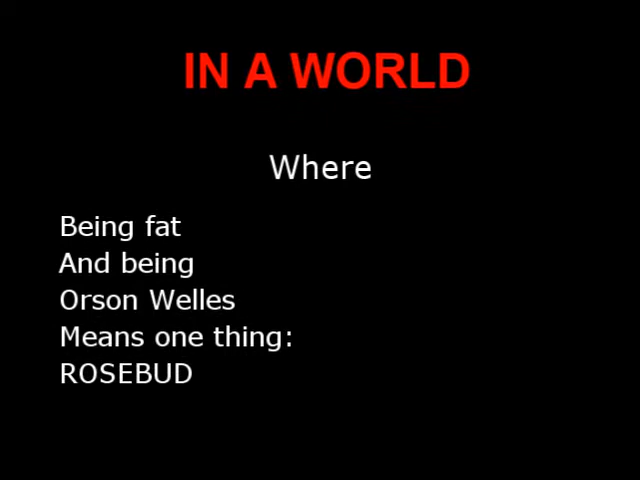 IN A WORLD
Where
Being fat
And being
Orson Welles
Means one thing:
ROSEBUD